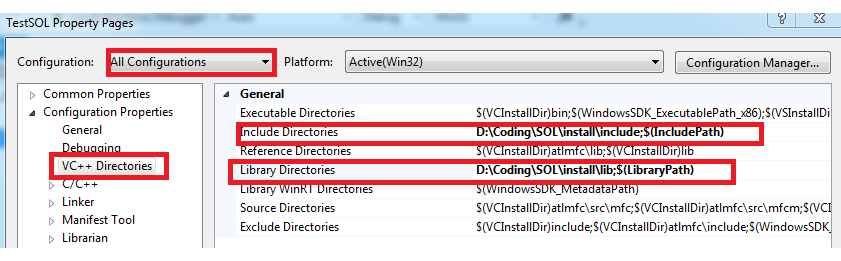 TestSOL Property Pages
Configuration: All Configurations Platform: Active(Win32) Configuration Manager...
Common Properties
Configuration Properties
General
Debugging
VC++ Directories
C/C++
Linker
Manifest Tool
Librarian
General
Executable Directories $(VCInstallDir)bin;$(WindowsSDK_ExecutablePath_x86);$(VSInstallDi
Include Directories D:\Coding\SOL\install\include;$(IncludePath)
Reference Directories $(VCInstallDir)atlmfc\lib;$(VCInstallDir)lib
Library Directories D:\Coding\SOL\install\lib;$(LibraryPath)
Library WinRT Directories $(WindowsSDK_MetadataPath)
Source Directories $(VCInstallDir)atlmfc\src\mfc;$(VCInstallDir)atlmfc\src\mfcm;$(VCI
Exclude Directories $(VCInstallDir)include;$(VCInstallDir)atlmfc\include;$(WindowsSDK_